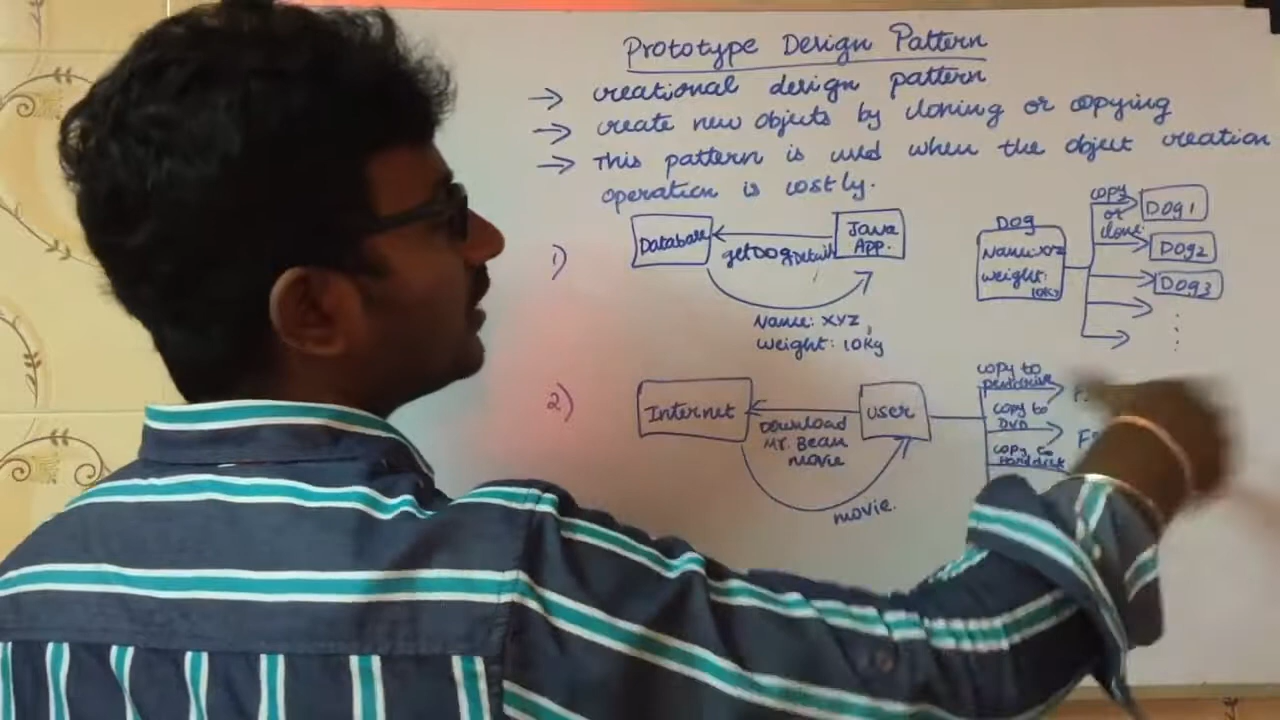 Prototype Design Pattern
→ creational design pattern
→ create new objects by cloning or copying
→ This pattern is used when the object creation
operation is costly.
1)
Database
getDogDetails
Java
App.
Name: XYZ,
weight: 10Kg
Dog
Name: XYZ
weight:
10Kg
copy
or
clone.
Dog1
Dog2
Dog3
2)
Internet
Download
Mr. Bean
movie
user
movie.
copy to
pendrive
copy to
DVD
copy to
Harddisk